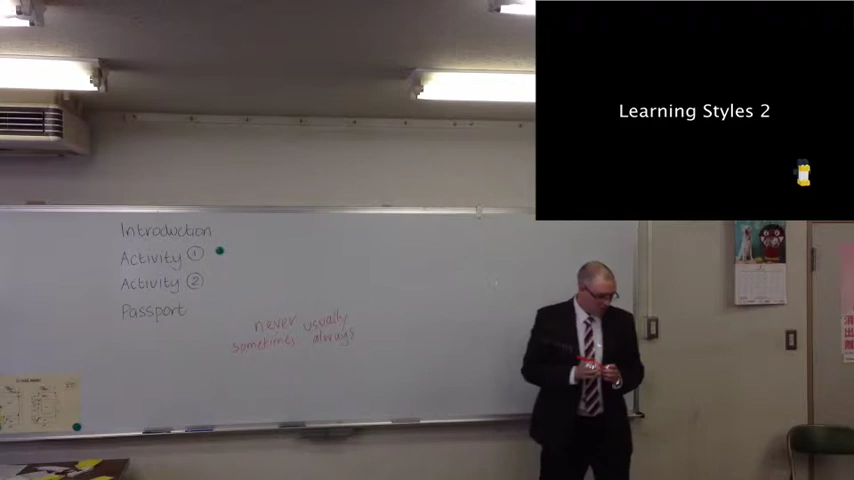 Learning Styles 2
Introduction
Activity ①
Activity ②
Passport
never usually
sometimes always?